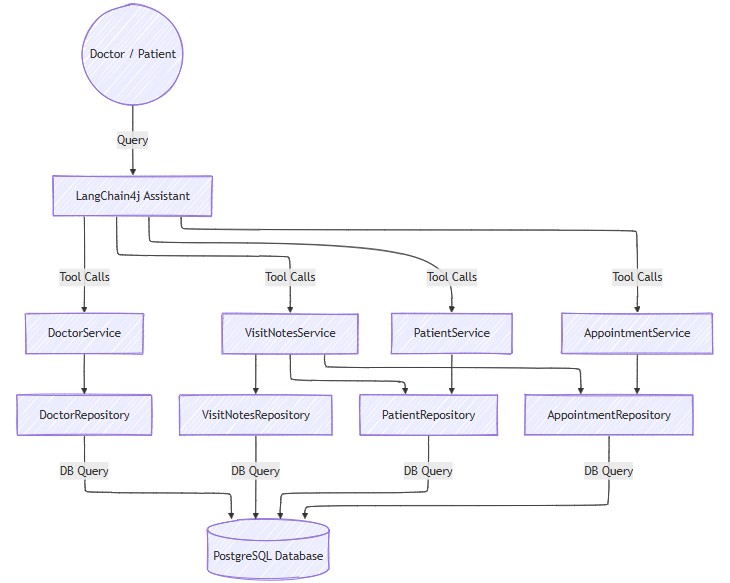 Doctor / Patient
Query
LangChain4j Assistant
Tool Calls
Tool Calls
Tool Calls
Tool Calls
DoctorService
VisitNotesService
PatientService
AppointmentService
DoctorRepository
VisitNotesRepository
PatientRepository
AppointmentRepository
DB Query
DB Query
DB Query
DB Query
PostgreSQL Database